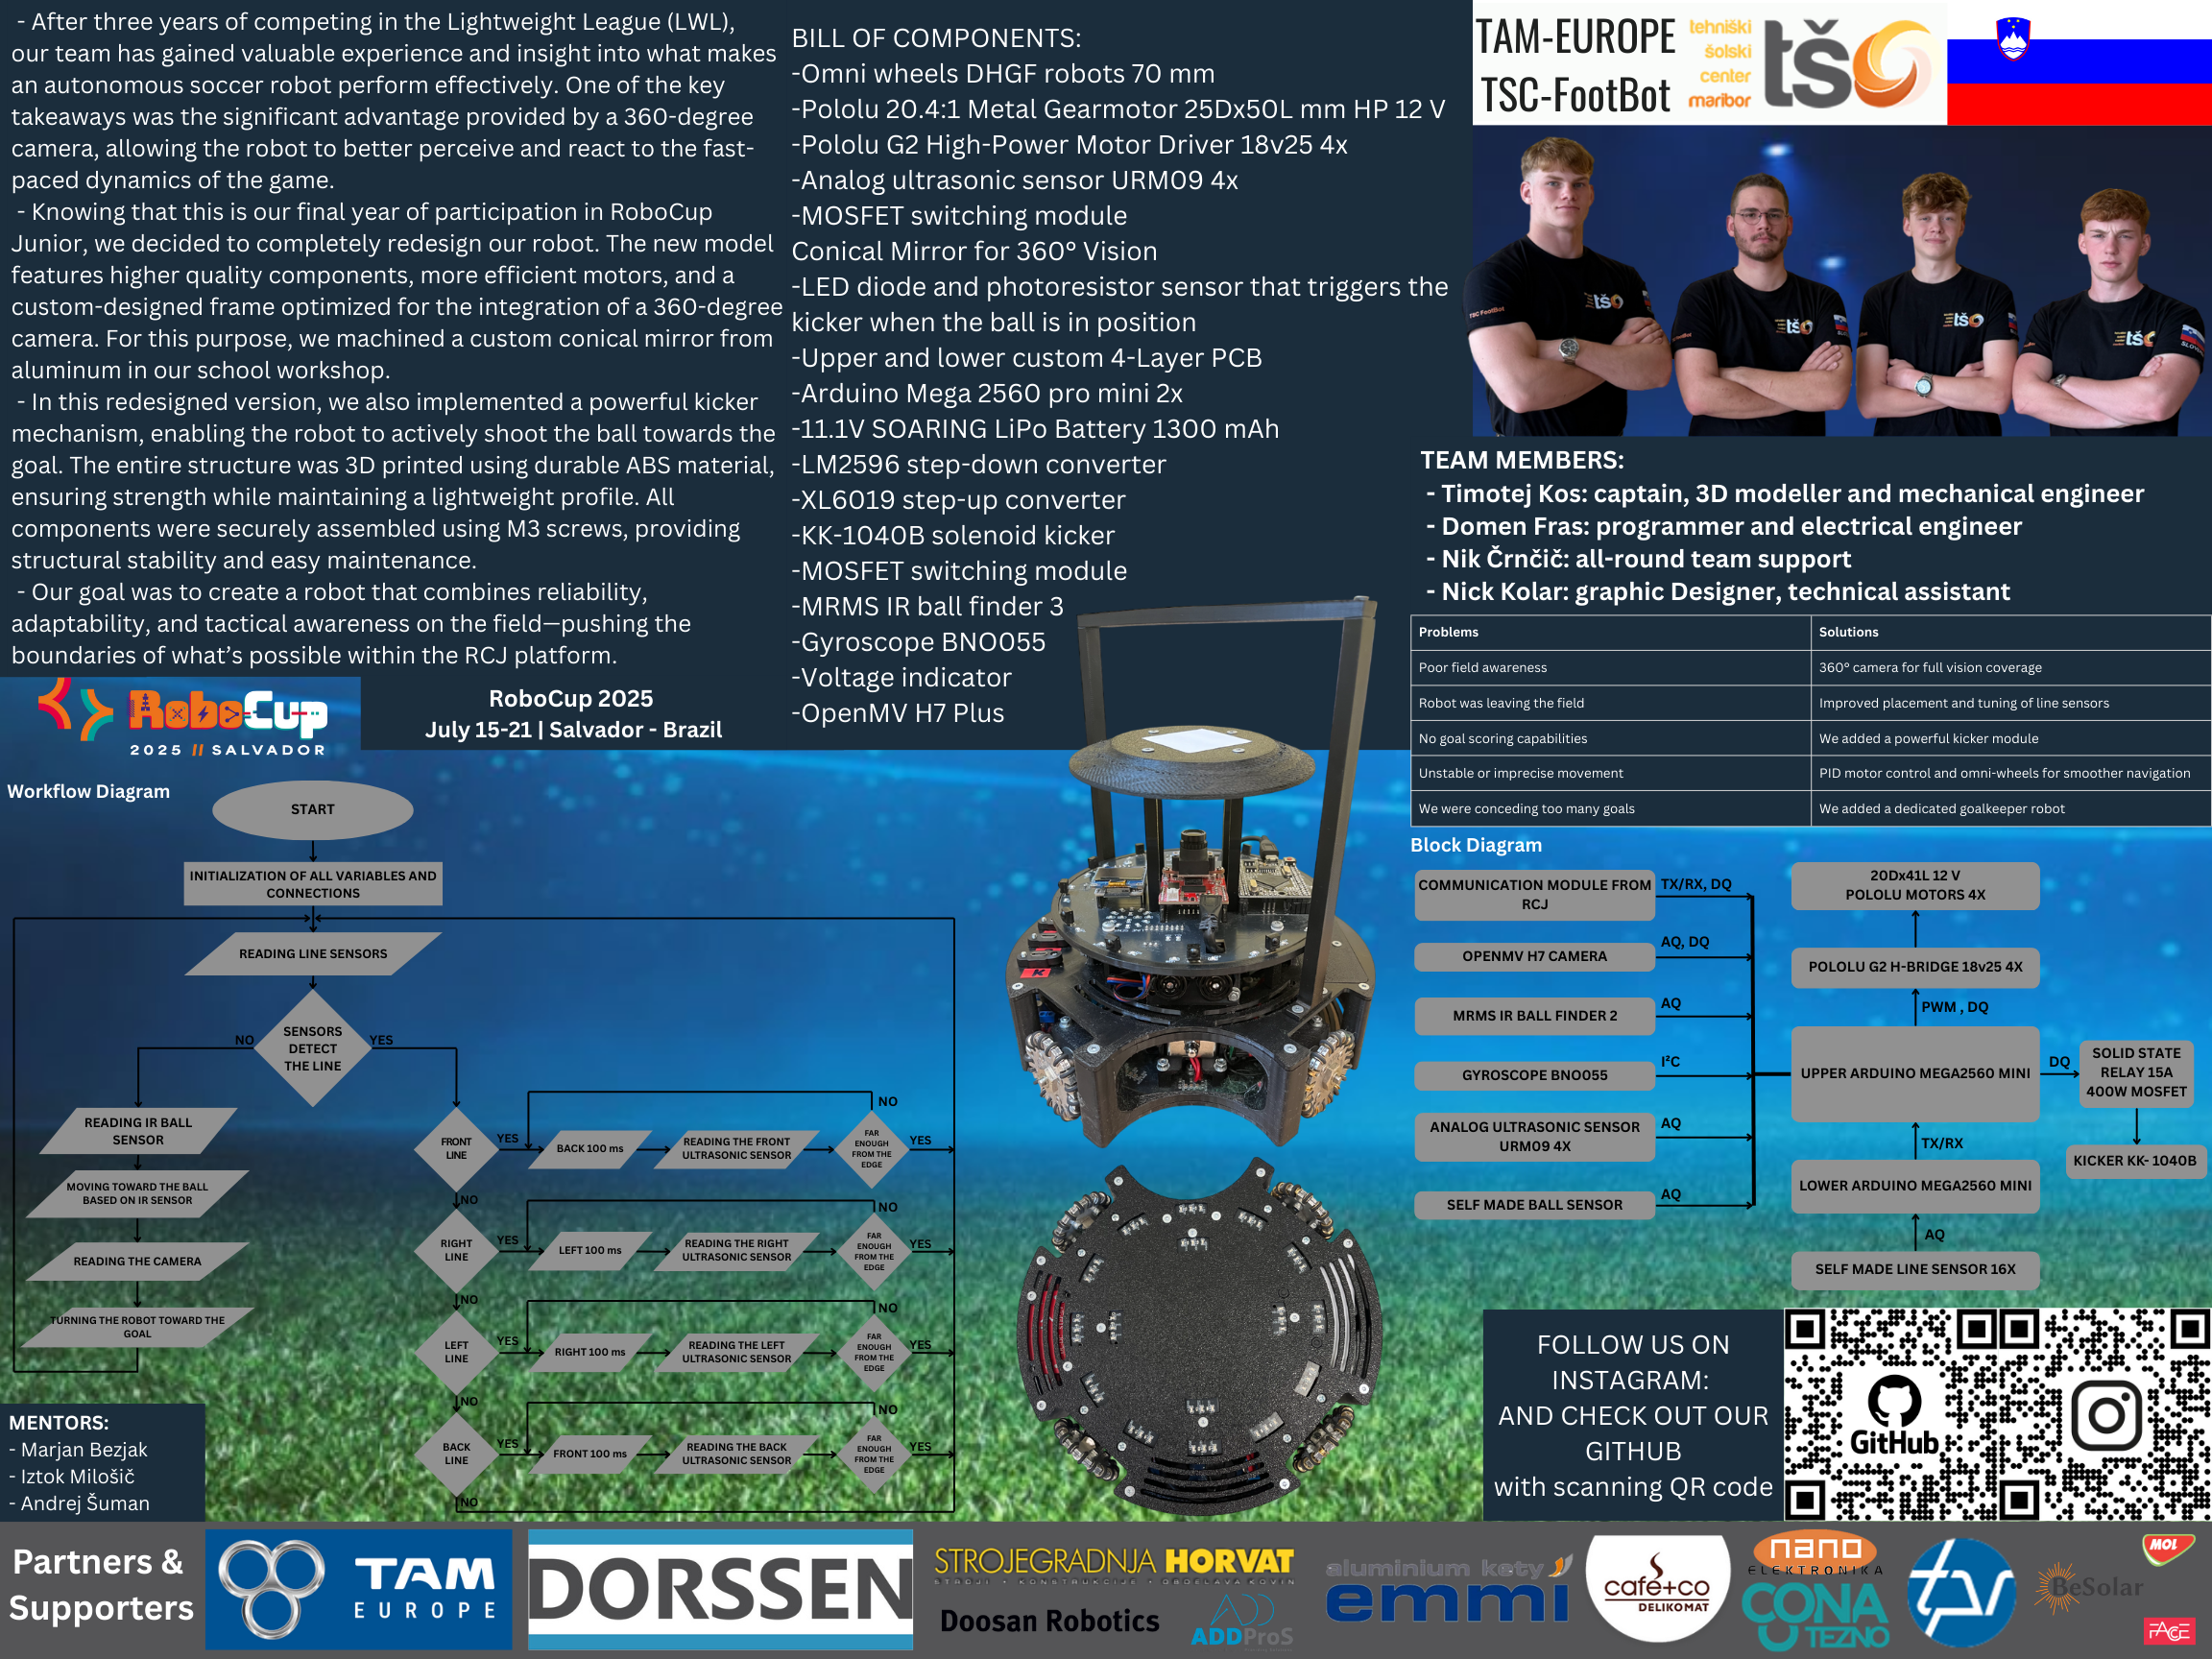 - After three years of competing in the Lightweight League (LWL),
our team has gained valuable experience and insight into what makes
an autonomous soccer robot perform effectively. One of the key
takeaways was the significant advantage provided by a 360-degree
camera, allowing the robot to better perceive and react to the fast-
paced dynamics of the game.
- Knowing that this is our final year of participation in RoboCup
Junior, we decided to completely redesign our robot. The new model
features higher quality components, more efficient motors, and a
custom-designed frame optimized for the integration of a 360-degree
camera. For this purpose, we machined a custom conical mirror from
aluminum in our school workshop.
- In this redesigned version, we also implemented a powerful kicker
mechanism, enabling the robot to actively shoot the ball towards the
goal. The entire structure was 3D printed using durable ABS material,
ensuring strength while maintaining a lightweight profile. All
components were securely assembled using M3 screws, providing
structural stability and easy maintenance.
- Our goal was to create a robot that combines reliability,
adaptability, and tactical awareness on the field—pushing the
boundaries of what's possible within the RCJ platform.
RoboCup
2025 // SALVADOR
RoboCup 2025
July 15-21 | Salvador - Brazil
BILL OF COMPONENTS:
-Omni wheels DHGF robots 70 mm
-Pololu 20.4:1 Metal Gearmotor 25Dx50L mm HP 12 V
-Pololu G2 High-Power Motor Driver 18v25 4x
-Analog ultrasonic sensor URM09 4x
-MOSFET switching module
Conical Mirror for 360° Vision
-LED diode and photoresistor sensor that triggers the
kicker when the ball is in position
-Upper and lower custom 4-Layer PCB
-Arduino Mega 2560 pro mini 2x
-11.1V SOARING LiPo Battery 1300 mAh
-LM2596 step-down converter
-XL6019 step-up converter
-KK-1040B solenoid kicker
-MOSFET switching module
-MRMS IR ball finder 3
-Gyroscope BNO055
-Voltage indicator
-OpenMV H7 Plus
TAM-EUROPE
TSC-FootBot
tehniški
šolski
center
maribor
tšc
TEAM MEMBERS:
- Timotej Kos: captain, 3D modeller and mechanical engineer
- Domen Fras: programmer and electrical engineer
- Nik Črnčič: all-round team support
- Nick Kolar: graphic Designer, technical assistant
Problems Solutions
Poor field awareness 360° camera for full vision coverage
Robot was leaving the field Improved placement and tuning of line sensors
No goal scoring capabilities We added a powerful kicker module
Unstable or imprecise movement PID motor control and omni-wheels for smoother navigation
We were conceding too many goals We added a dedicated goalkeeper robot
Workflow Diagram
START
INITIALIZATION OF ALL VARIABLES AND
CONNECTIONS
READING LINE SENSORS
SENSORS
DETECT
THE LINE
NO
YES
READING IR BALL
SENSOR
MOVING TOWARD THE BALL
BASED ON IR SENSOR
READING THE CAMERA
TURNING THE ROBOT TOWARD THE
GOAL
FRONT
LINE
YES
BACK 100 ms
READING THE FRONT
ULTRASONIC SENSOR
FAR
ENOUGH
FROM THE
EDGE
NO
YES
NO
RIGHT
LINE
YES
LEFT 100 ms
READING THE RIGHT
ULTRASONIC SENSOR
FAR
ENOUGH
FROM THE
EDGE
NO
YES
NO
LEFT
LINE
YES
RIGHT 100 ms
READING THE LEFT
ULTRASONIC SENSOR
FAR
ENOUGH
FROM THE
EDGE
NO
YES
NO
BACK
LINE
YES
FRONT 100 ms
READING THE BACK
ULTRASONIC SENSOR
FAR
ENOUGH
FROM THE
EDGE
NO
YES
NO
Block Diagram
COMMUNICATION MODULE FROM
RCJ
TX/RX, DQ
OPENMV H7 CAMERA
AQ, DQ
MRMS IR BALL FINDER 2
AQ
GYROSCOPE BNO055
I²C
ANALOG ULTRASONIC SENSOR
URM09 4X
AQ
SELF MADE BALL SENSOR
AQ
20Dx41L 12 V
POLOLU MOTORS 4X
POLOLU G2 H-BRIDGE 18v25 4X
PWM , DQ
UPPER ARDUINO MEGA2560 MINI
DQ
SOLID STATE
RELAY 15A
400W MOSFET
KICKER KK- 1040B
TX/RX
LOWER ARDUINO MEGA2560 MINI
AQ
SELF MADE LINE SENSOR 16X
MENTORS:
- Marjan Bezjak
- Iztok Milošič
- Andrej Šuman
FOLLOW US ON
INSTAGRAM:
AND CHECK OUT OUR
GITHUB
with scanning QR code
GitHub
Partners &
Supporters
TAM
EUROPE
DORSSEN
STROJEGRADNJA HORVAT
STROJI • KONSTRUKCIJE • OBDELAVA KOVIN
Doosan Robotics
ADDProS
aluminium kety
emmi
café+co
DELIKOMAT
nano
ELEKTRONIKA
CONA
TEZNO
BeSolar
MOL
FACE